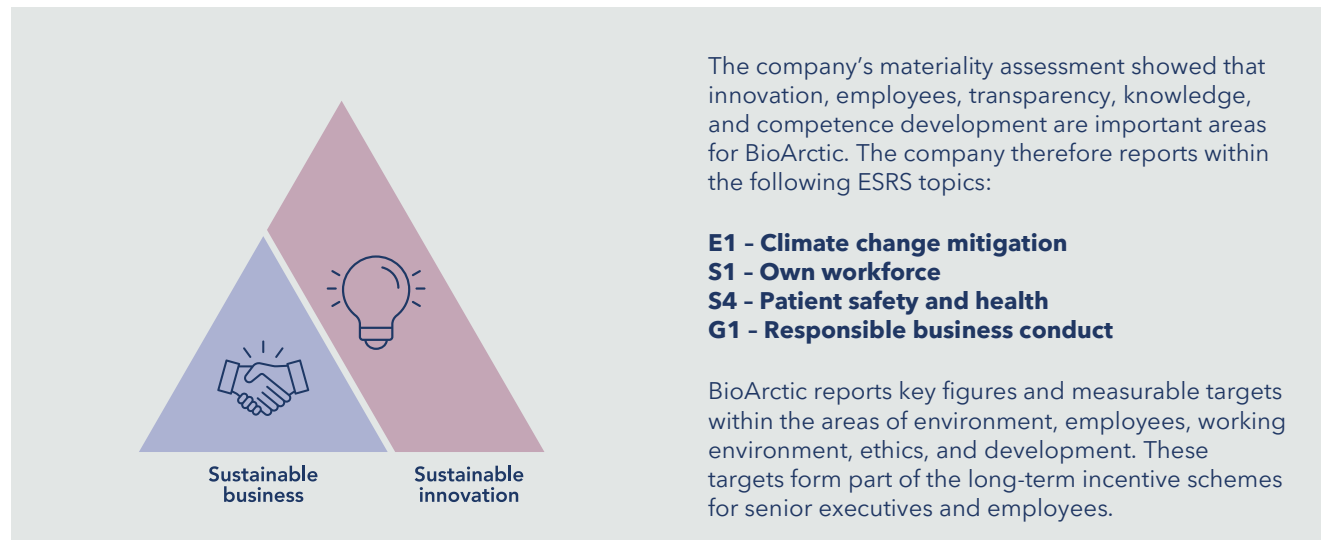 The company's materiality assessment showed that
innovation, employees, transparency, knowledge,
and competence development are important areas
for BioArctic. The company therefore reports within
the following ESRS topics:
E1 – Climate change mitigation
S1 – Own workforce
S4 – Patient safety and health
G1 – Responsible business conduct
BioArctic reports key figures and measurable targets
within the areas of environment, employees, working
environment, ethics, and development. These
targets form part of the long-term incentive schemes
for senior executives and employees.
Sustainable
business
Sustainable
innovation